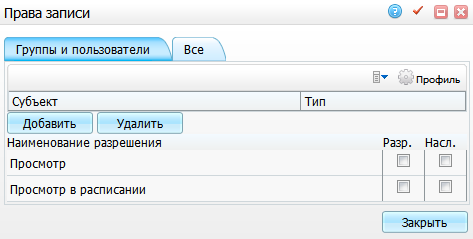 Права записи
Группы и пользователи Все
Профиль
Субъект Тип
Добавить Удалить
Наименование разрешения Разр. Насл.
Просмотр
Просмотр в расписании
Закрыть